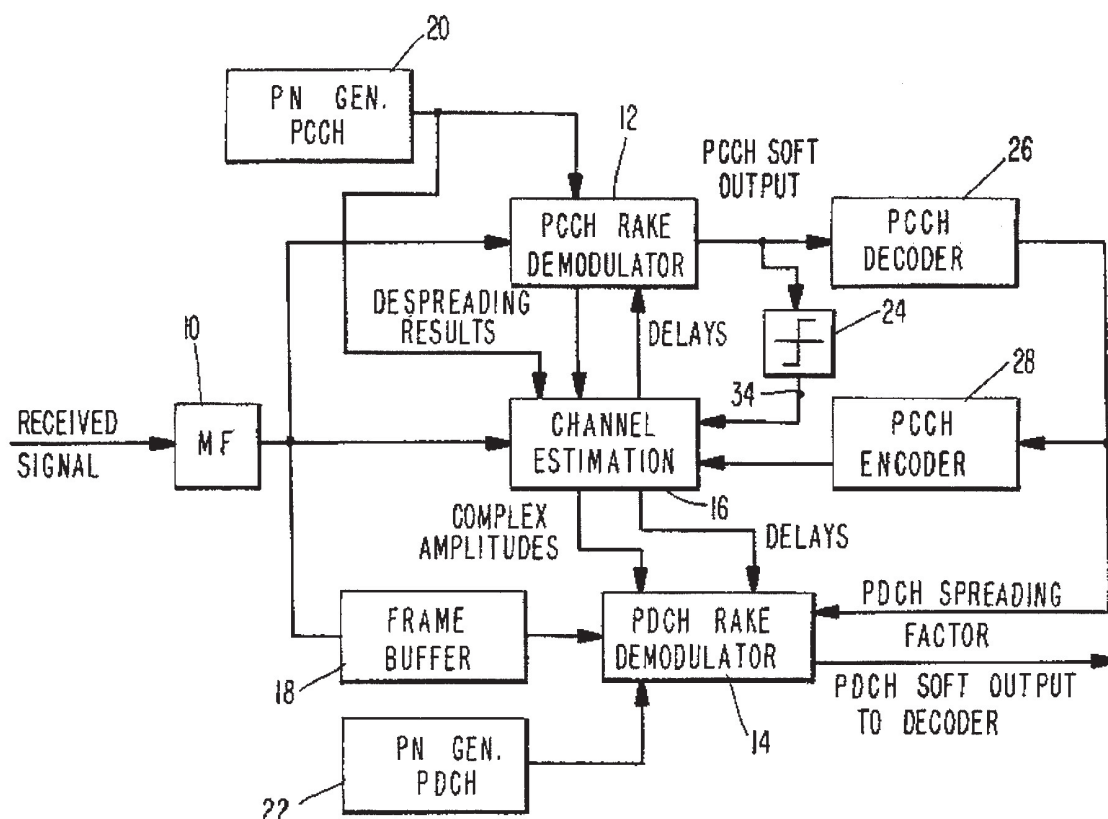 20
PN GEN.
PCCH
12
PCCH SOFT
OUTPUT
26
PCCH RAKE
DEMODULATOR
PCCH
DECODER
DESPREADING
RESULTS
DELAYS
24
10
34
28
RECEIVED
SIGNAL
MF
CHANNEL
ESTIMATION
PCCH
ENCODER
16
COMPLEX
AMPLITUDES
DELAYS
FRAME
BUFFER
PDCH RAKE
DEMODULATOR
PDCH SPREADING
FACTOR
18
PDCH SOFT OUTPUT
TO DECODER
14
PN GEN.
PDCH
22